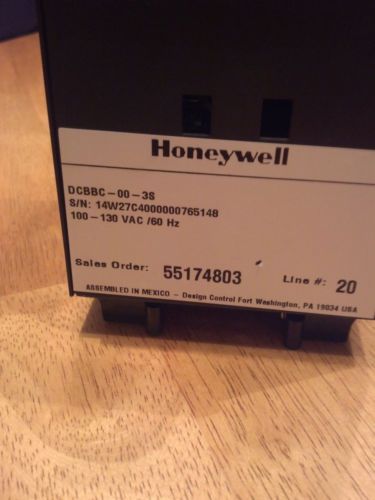 Honeywell
DCBBC-00-3S
S/N: 14W27C4000000765148
100-130 VAC /60 Hz
Sales Order: 55174803 Line #: 20
ASSEMBLED IN MEXICO - Design Control Fort Washington, PA 19034 USA